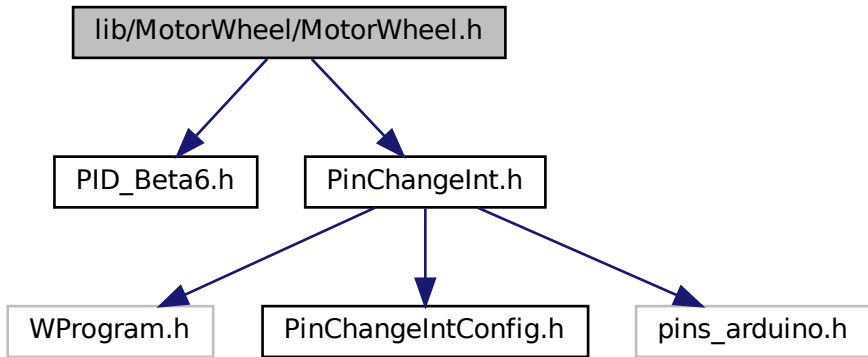 lib/MotorWheel/MotorWheel.h
PID_Beta6.h
PinChangeInt.h
WProgram.h
PinChangeIntConfig.h
pins_arduino.h